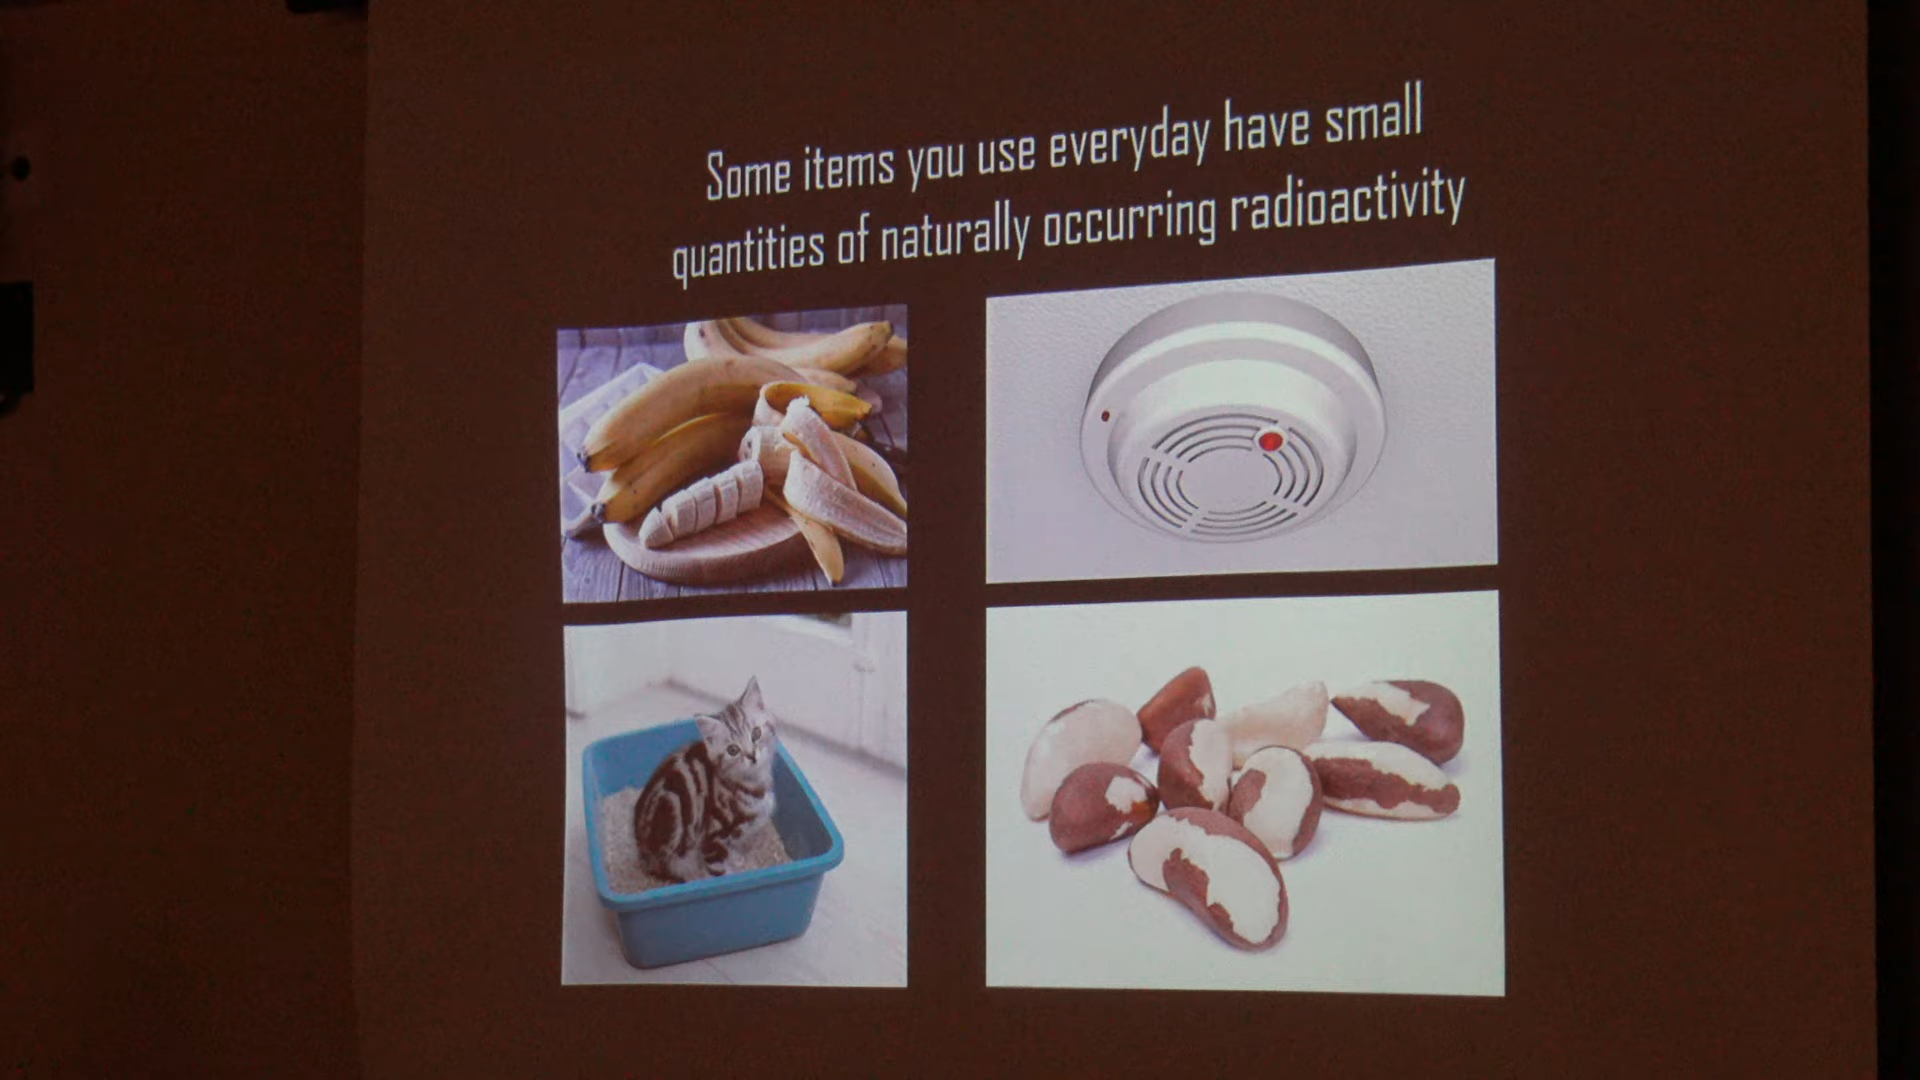 Some items you use everyday have small
quantities of naturally occurring radioactivity